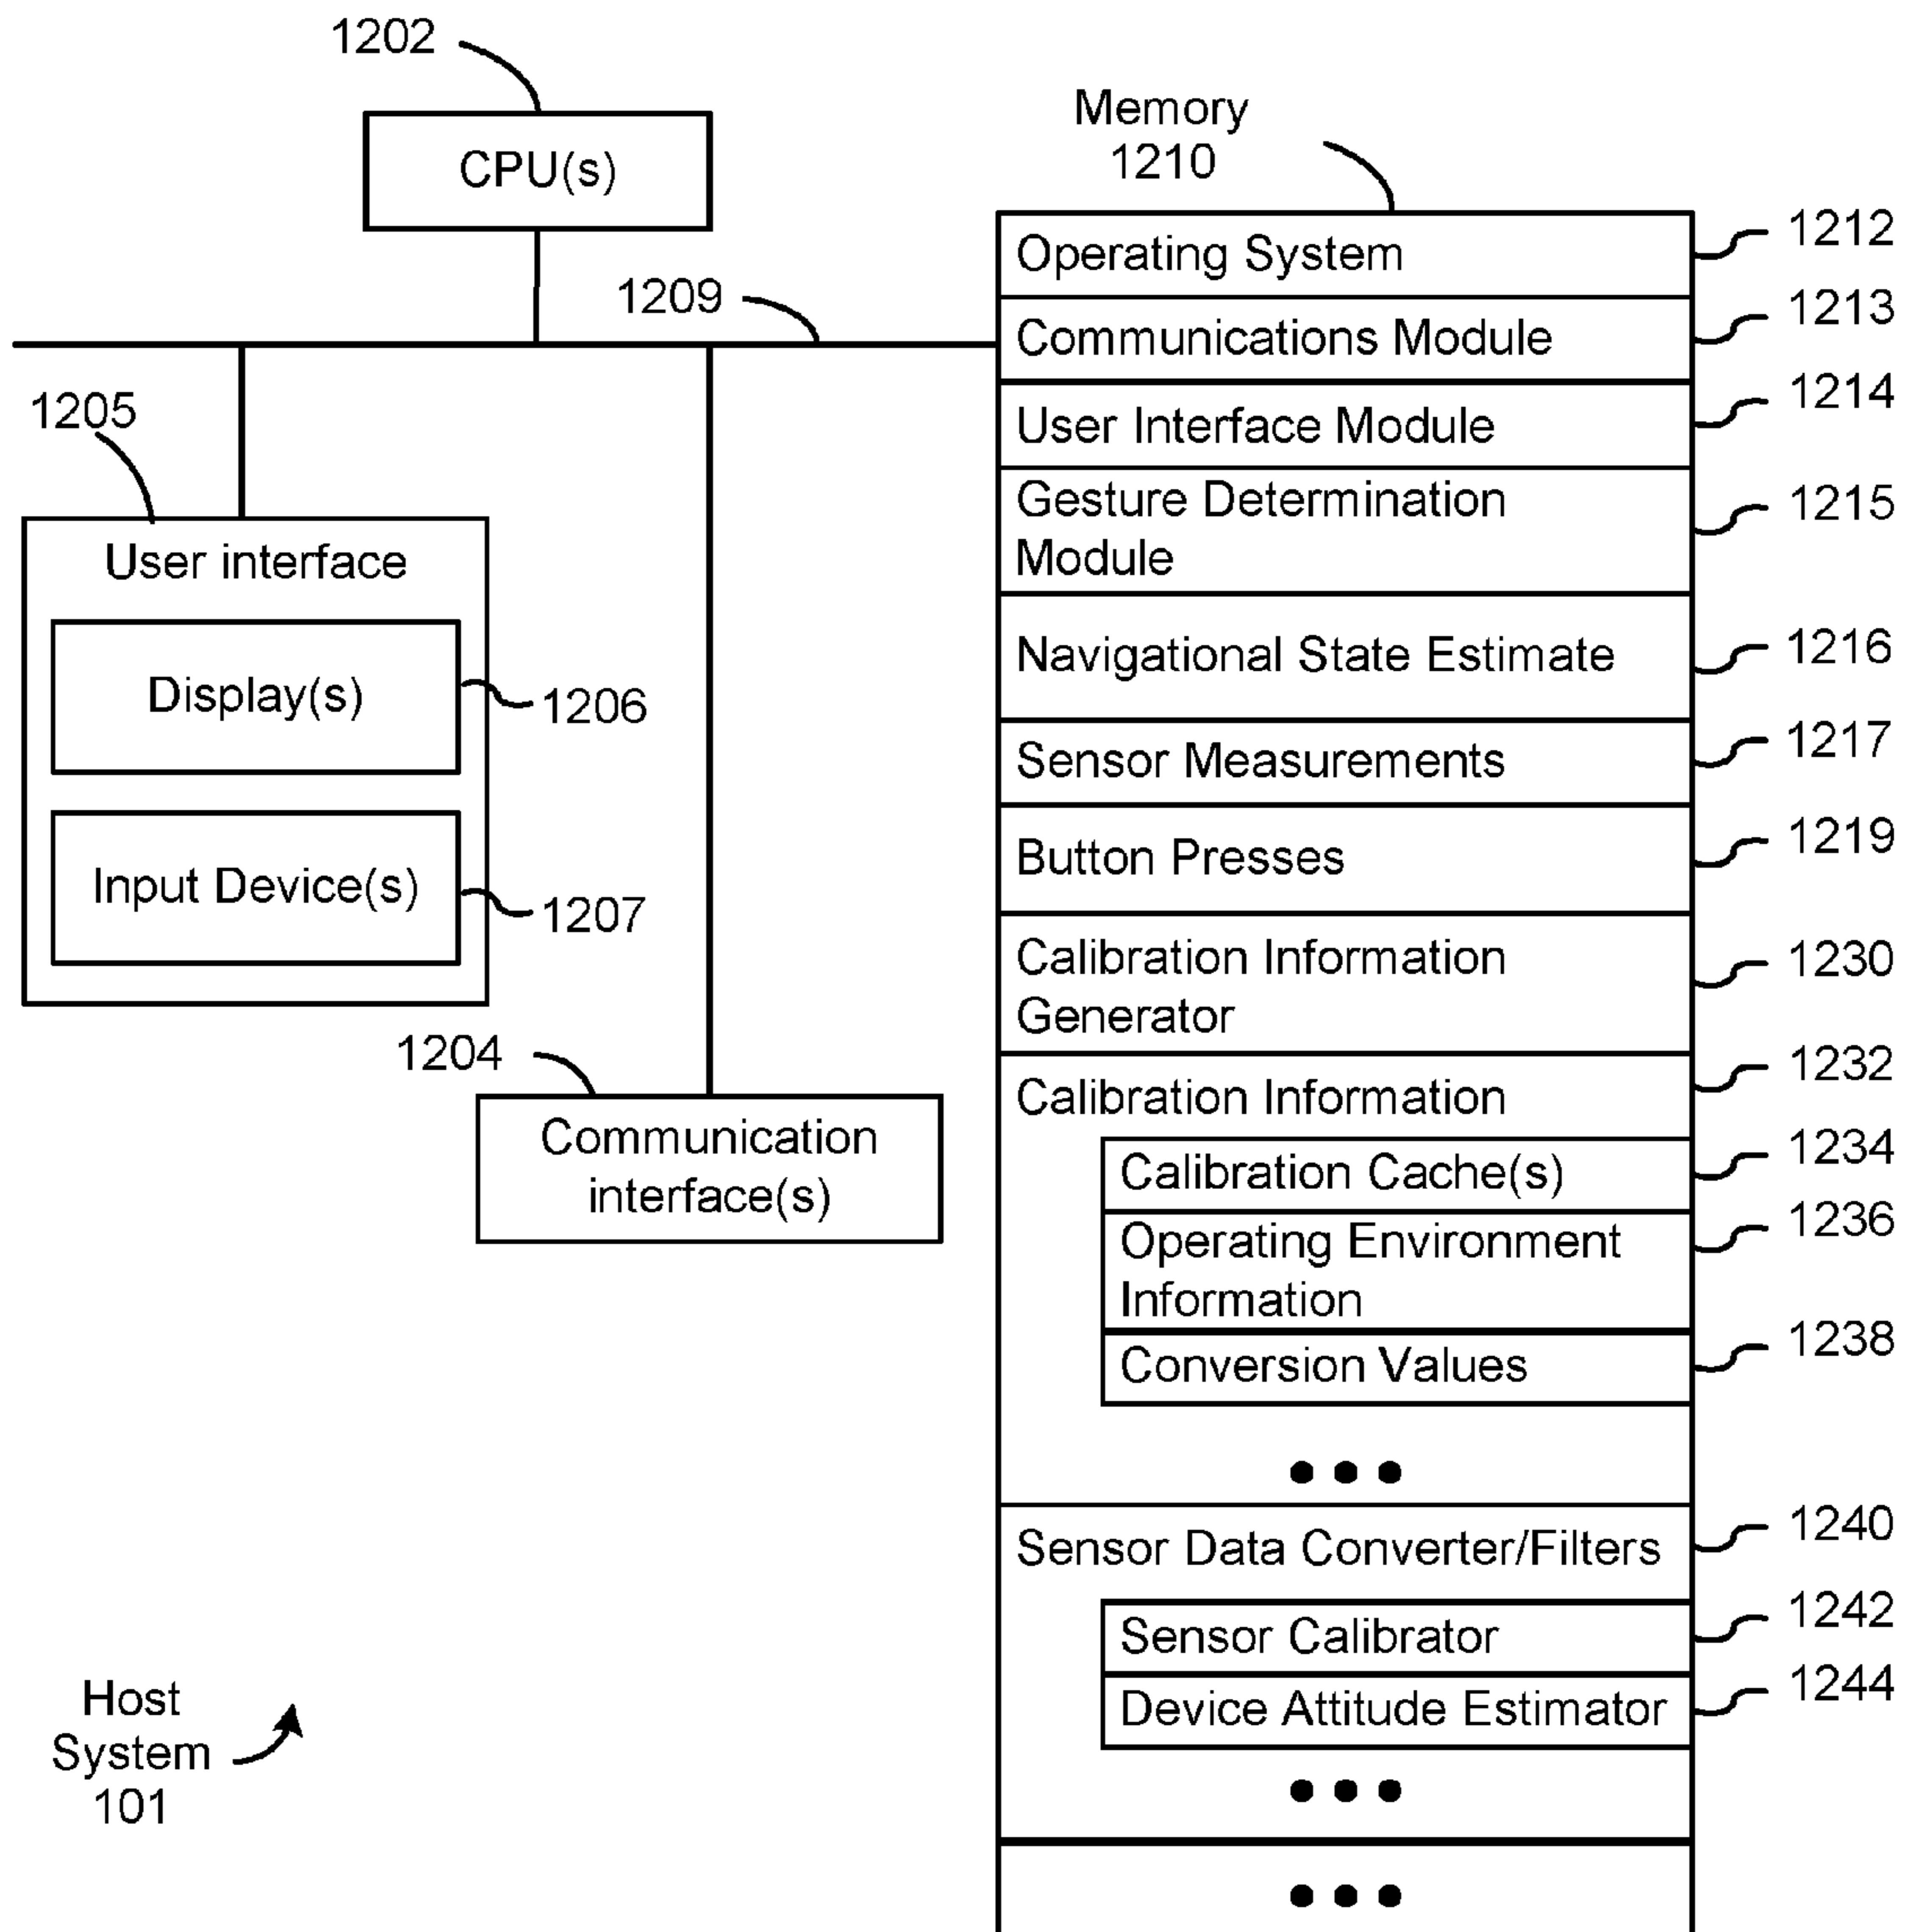 1202
CPU(s)
Memory
1210
1209
1205
User interface
Display(s)
1206
Input Device(s)
1207
1204
Communication
interface(s)
Operating System
1212
Communications Module
1213
User Interface Module
1214
Gesture Determination
Module
1215
Navigational State Estimate
1216
Sensor Measurements
1217
Button Presses
1219
Calibration Information
Generator
1230
Calibration Information
1232
Calibration Cache(s)
1234
Operating Environment
Information
1236
Conversion Values
1238
Sensor Data Converter/Filters
1240
Sensor Calibrator
1242
Device Attitude Estimator
1244
Host
System
101